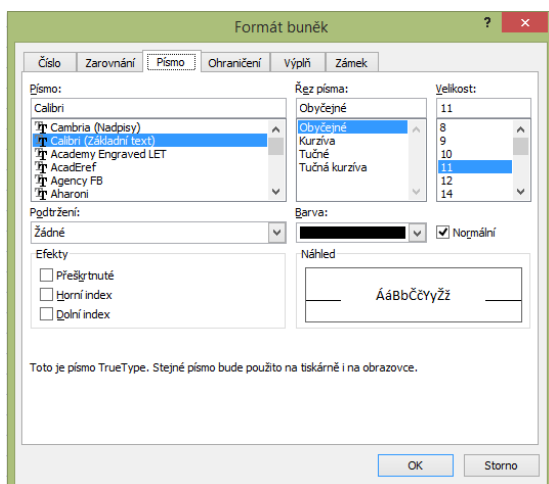 Formát buněk
? ×
Číslo Zarovnání Písmo Ohraničení Výplň Zámek
Písmo: Řez písma: Velikost:
Calibri Obyčejné 11
Cambria (Nadpisy) Obyčejné 8
Calibri (Základní text) Kurzíva 9
Academy Engraved LET Tučné 10
AcadEref Tučná kurzíva 11
Agency FB 12
Aharoni 14
Podtržení: Barva:
Žádné Normální
Efekty Náhled
Přeškrtnuté
Horní index ÁáBbČčYyŽž
Dolní index
Toto je písmo TrueType. Stejné písmo bude použito na tiskárně i na obrazovce.
OK Storno